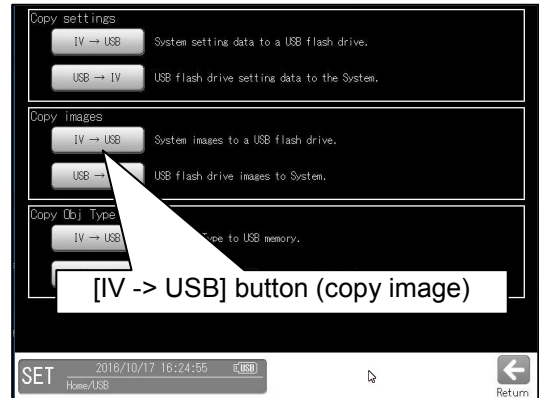 Copy settings
IV → USB System setting data to a USB flash drive.
USB → IV USB flash drive setting data to the System.
Copy images
IV → USB System images to a USB flash drive.
USB → USB flash drive images to System.
Copy Obj Type
IV → USB Type to USB memory.
[IV -> USB] button (copy image)
SET 2016/10/17 16:24:55 USB
Home/USB
Return